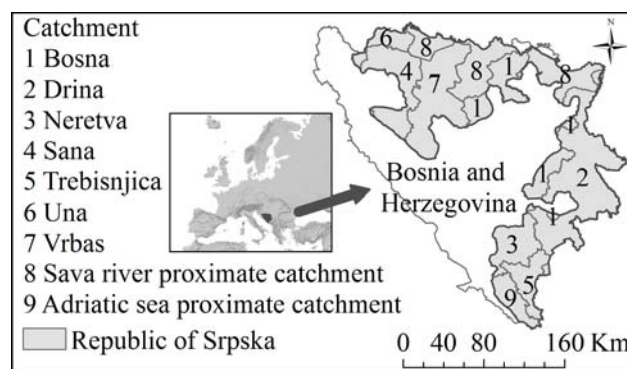 Catchment
1 Bosna
2 Drina
3 Neretva
4 Sana
5 Trebisnjica
6 Una
7 Vrbas
8 Sava river proximate catchment
9 Adriatic sea proximate catchment
Republic of Srpska
Bosnia and
Herzegovina
N
6
8
4
7
8
1
8
1
1
1
2
1
3
5
9
0 40 80 160 Km